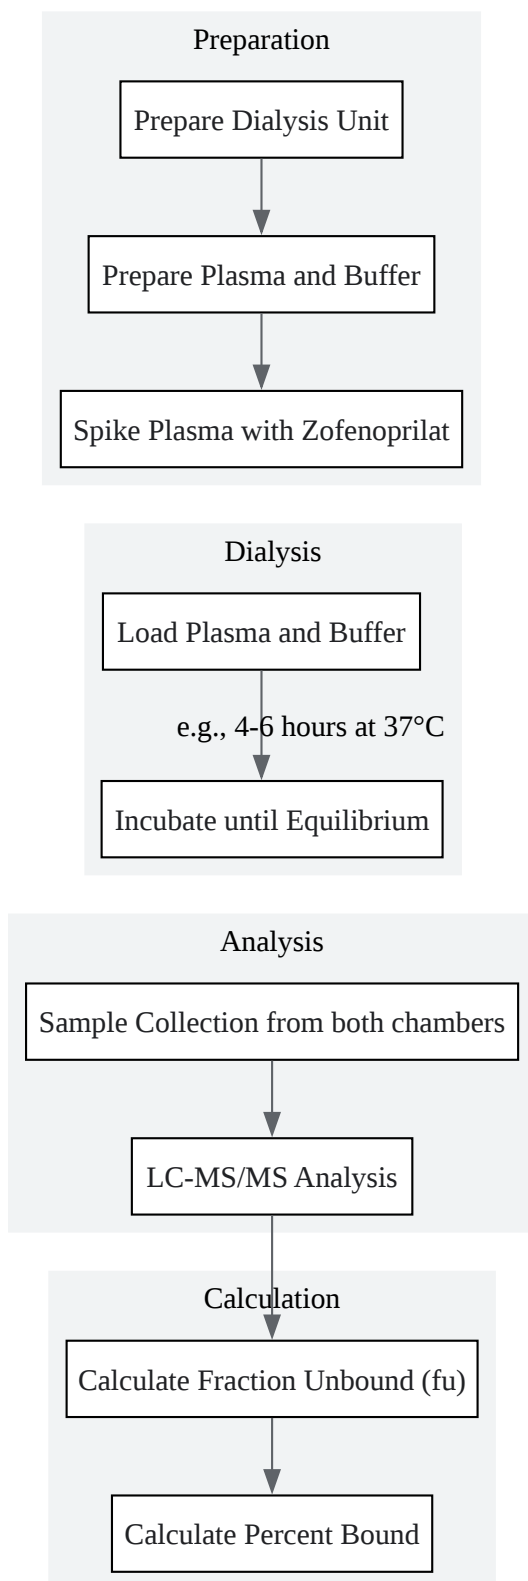 Preparation
Prepare Dialysis Unit
Prepare Plasma and Buffer
Spike Plasma with Zofenoprilat
Dialysis
Load Plasma and Buffer
e.g., 4-6 hours at 37°C
Incubate until Equilibrium
Analysis
Sample Collection from both chambers
LC-MS/MS Analysis
Calculation
Calculate Fraction Unbound (fu)
Calculate Percent Bound